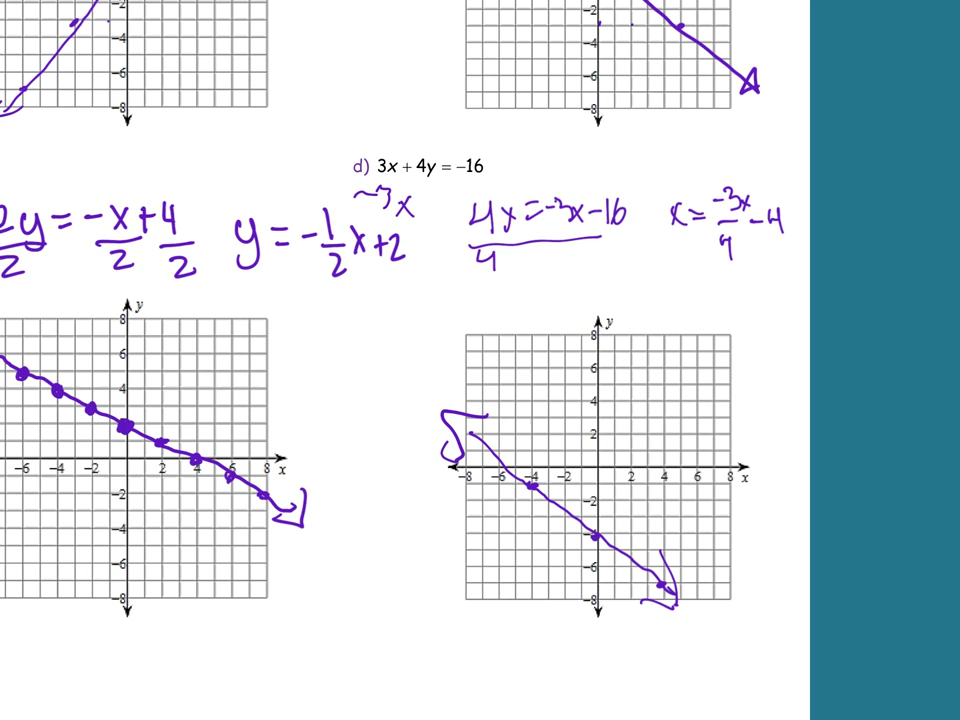 -2
-4
-6
-8
-2
-4
-6
-8
d) 3x + 4y = -16
-3x
2y = -x + 4
2 2 2
y = -1/2 x + 2
4y = -3x - 16
4
x = -3x/4 - 4
y
8
6
4
-6 -4 -2 2 4 6 8 x
-2
-4
-6
-8
y
8
6
4
2
-8 -6 -4 -2 2 4 6 8 x
-2
-4
-6
-8